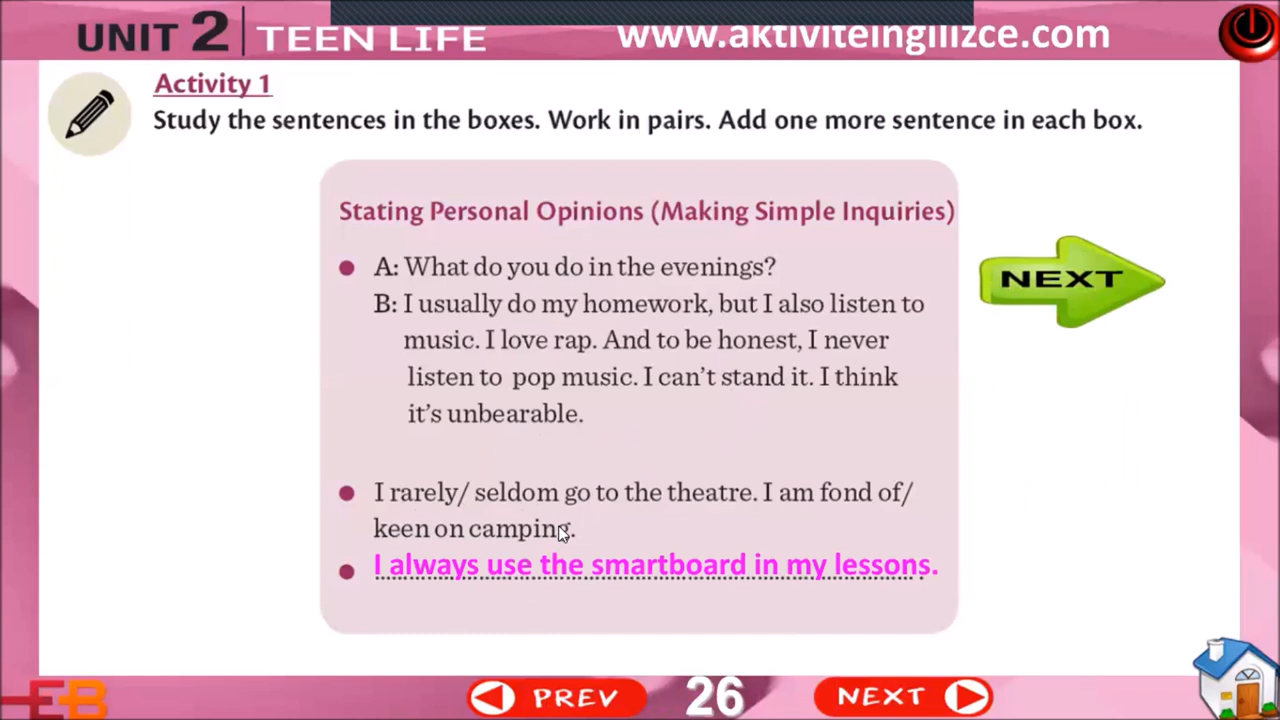 UNIT 2 TEEN LIFE www.aktiviteingilizce.com
Activity 1
Study the sentences in the boxes. Work in pairs. Add one more sentence in each box.
Stating Personal Opinions (Making Simple Inquiries)
A: What do you do in the evenings?
NEXT
B: I usually do my homework, but I also listen to
music. I love rap. And to be honest, I never
listen to pop music. I can't stand it. I think
it's unbearable.
I rarely/ seldom go to the theatre. I am fond of/
keen on camping.
I always use the smartboard in my lessons.
EB PREV 26 NEXT